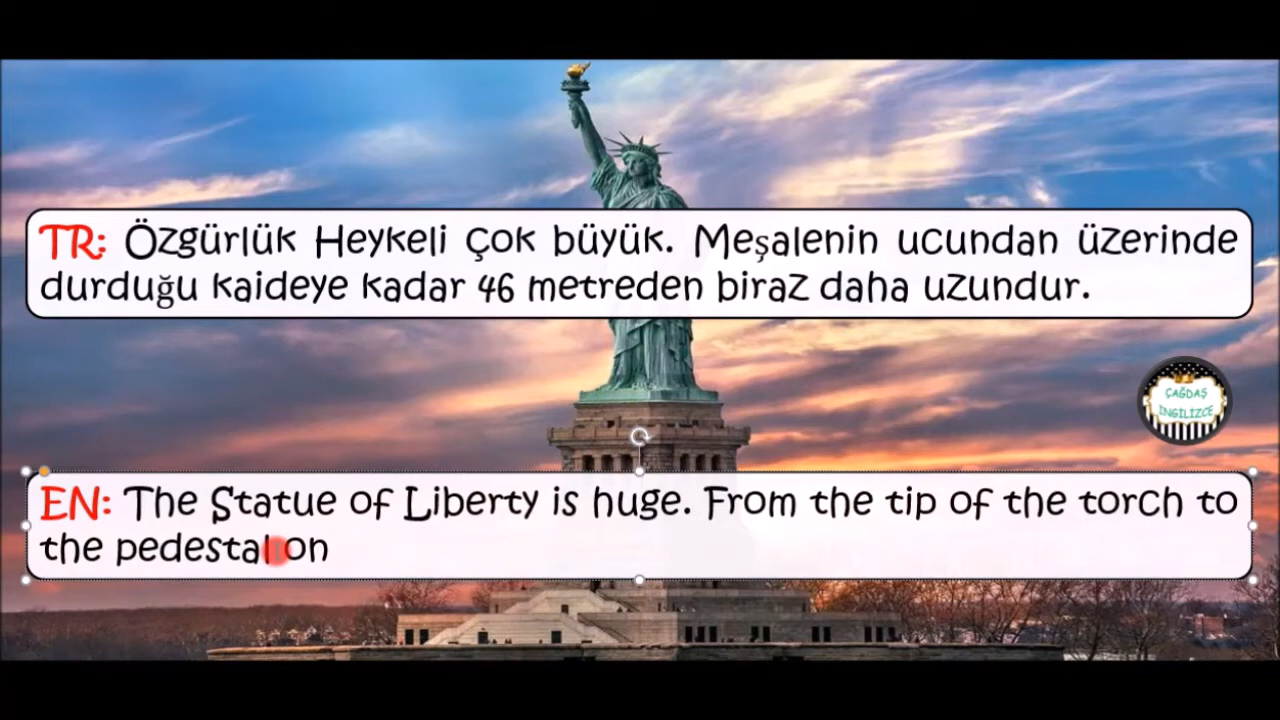 TR: Özgürlük Heykeli çok büyük. Meşalenin ucundan üzerinde
durduğu kaideye kadar 46 metreden biraz daha uzundur.
ÇAĞDAŞ
İNGİLİZCE
EN: The Statue of Liberty is huge. From the tip of the torch to
the pedestal on